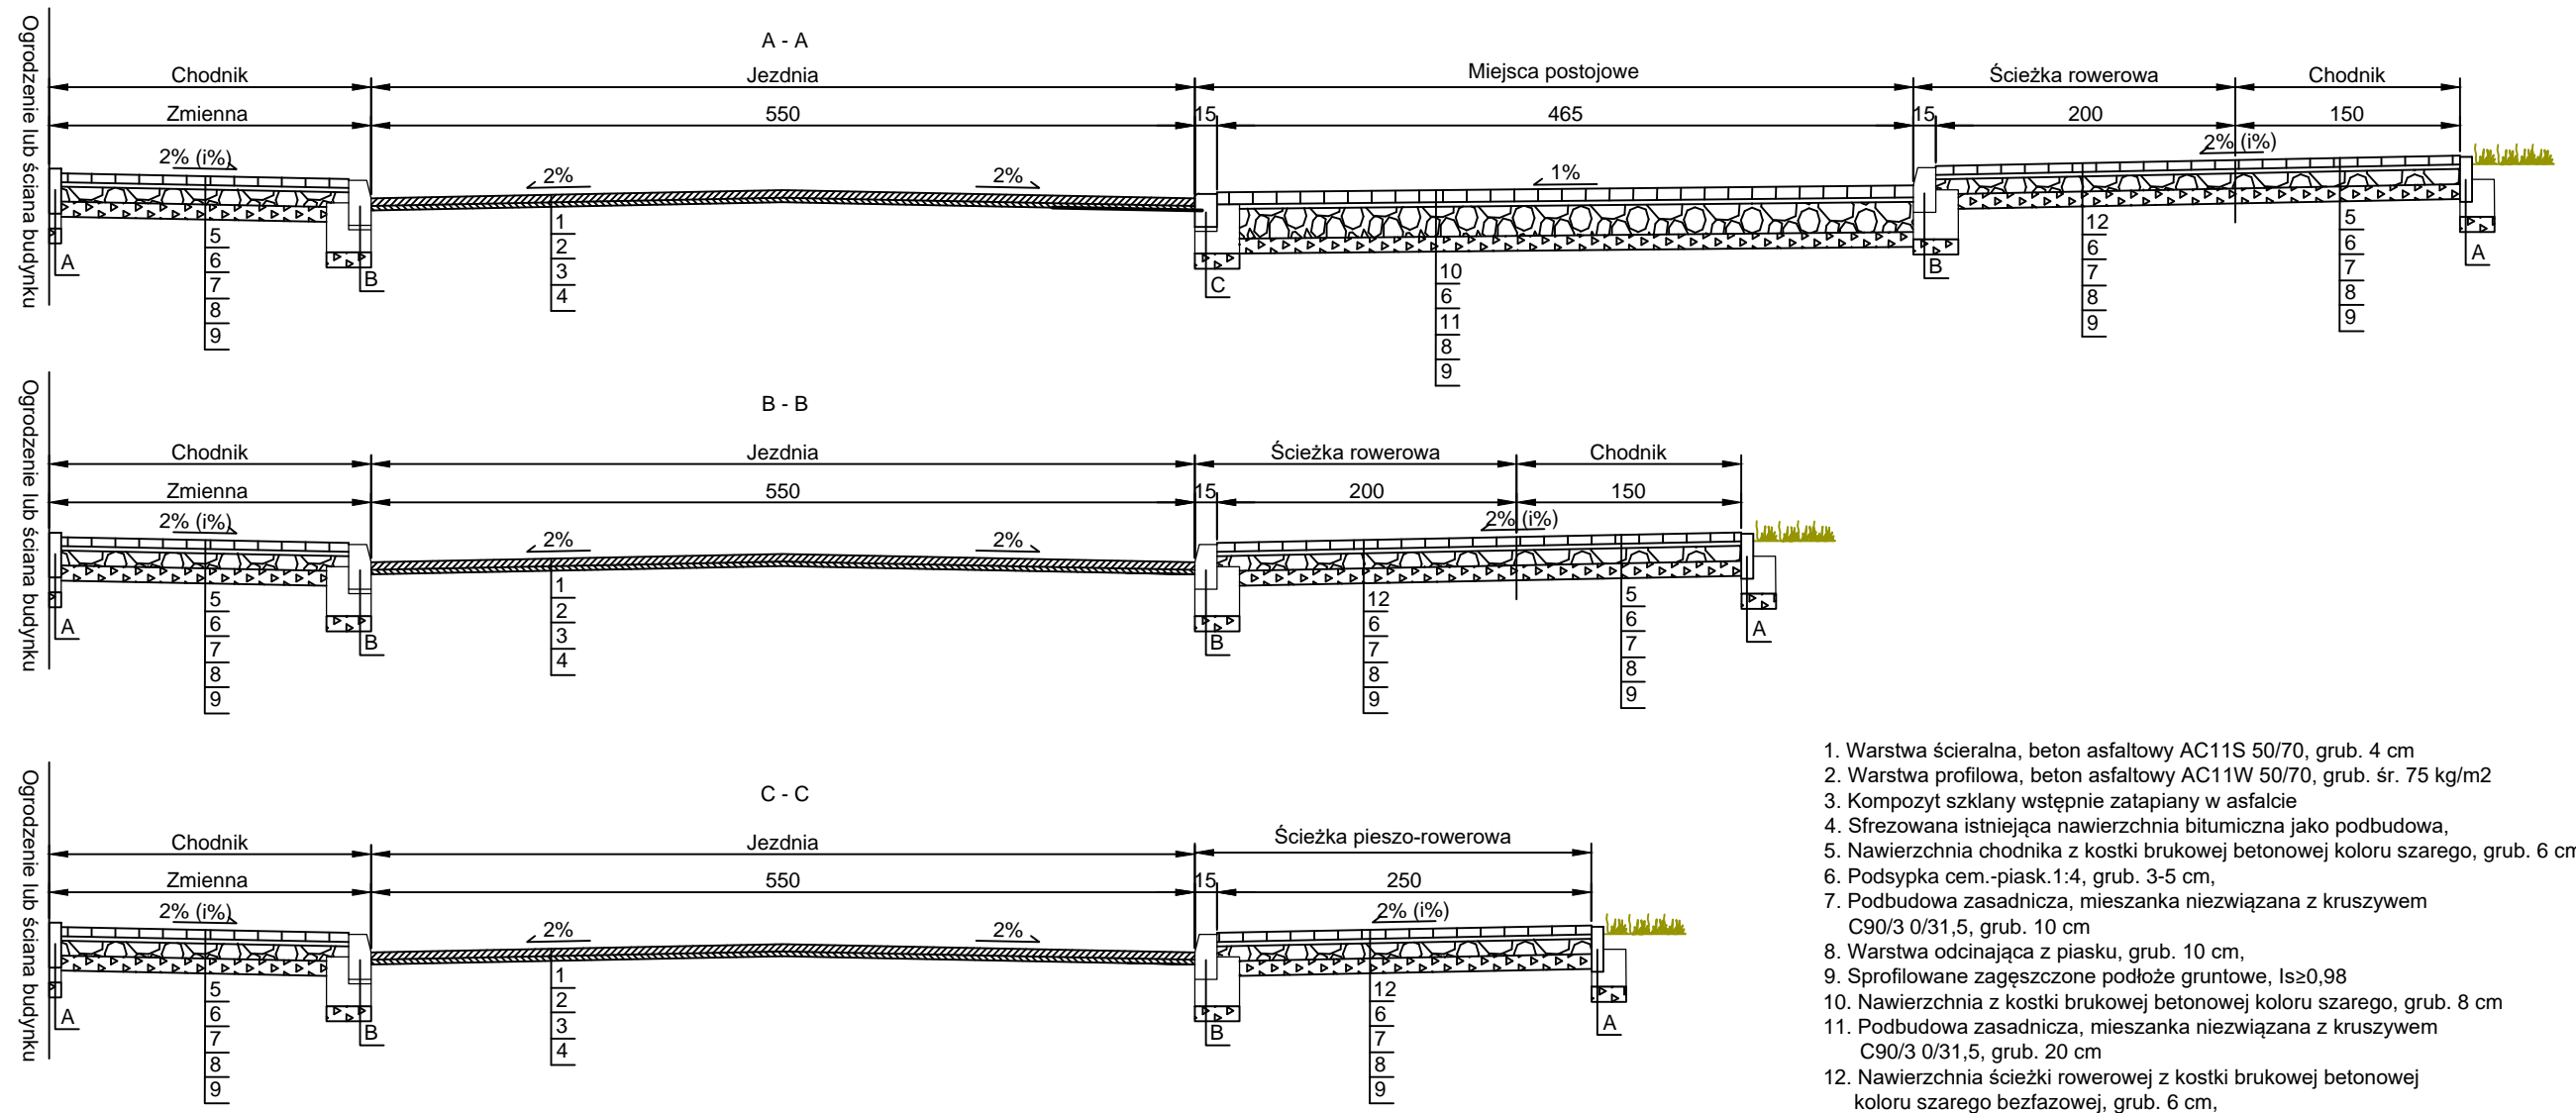 A - A
Ogrodzenie lub ściana budynku
Chodnik Jezdnia Miejsca postojowe Ścieżka rowerowa Chodnik
Zmienna 550 15 465 15 200 150
2% (i%) 2% 2% 1% 2% (i%)
A
5
6
7
8
9
B
1
2
3
4
C
10
6
11
8
9
B
12
6
7
8
9
5
6
7
8
9
A
B - B
Ogrodzenie lub ściana budynku
Chodnik Jezdnia Ścieżka rowerowa Chodnik
Zmienna 550 15 200 150
2% (i%) 2% 2% 2% (i%)
A
5
6
7
8
9
B
1
2
3
4
B
12
6
7
8
9
5
6
7
8
9
A
C - C
Ogrodzenie lub ściana budynku
Chodnik Jezdnia Ścieżka pieszo-rowerowa
Zmienna 550 15 250
2% (i%) 2% 2% 2% (i%)
A
5
6
7
8
9
B
1
2
3
4
B
12
6
7
8
9
A
1. Warstwa ścieralna, beton asfaltowy AC11S 50/70, grub. 4 cm
2. Warstwa profilowa, beton asfaltowy AC11W 50/70, grub. śr. 75 kg/m2
3. Kompozyt szklany wstępnie zatapiany w asfalcie
4. Sfrezowana istniejąca nawierzchnia bitumiczna jako podbudowa,
5. Nawierzchnia chodnika z kostki brukowej betonowej koloru szarego, grub. 6 cm
6. Podsypka cem.-piask.1:4, grub. 3-5 cm,
7. Podbudowa zasadnicza, mieszanka niezwiązana z kruszywem
C90/3 0/31,5, grub. 10 cm
8. Warstwa odcinająca z piasku, grub. 10 cm,
9. Sprofilowane zagęszczone podłoże gruntowe, Is≥0,98
10. Nawierzchnia z kostki brukowej betonowej koloru szarego, grub. 8 cm
11. Podbudowa zasadnicza, mieszanka niezwiązana z kruszywem
C90/3 0/31,5, grub. 20 cm
12. Nawierzchnia ścieżki rowerowej z kostki brukowej betonowej
koloru szarego bezfazowej, grub. 6 cm,